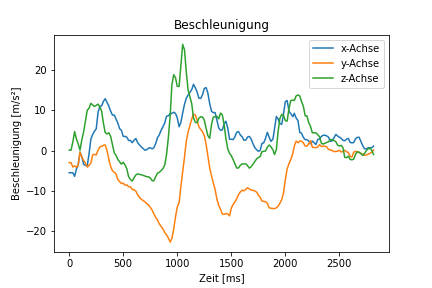 Beschleunigung
x-Achse
y-Achse
z-Achse
Beschleunigung [m/s²]
20
10
0
−10
−20
0
500
1000
1500
2000
2500
Zeit [ms]